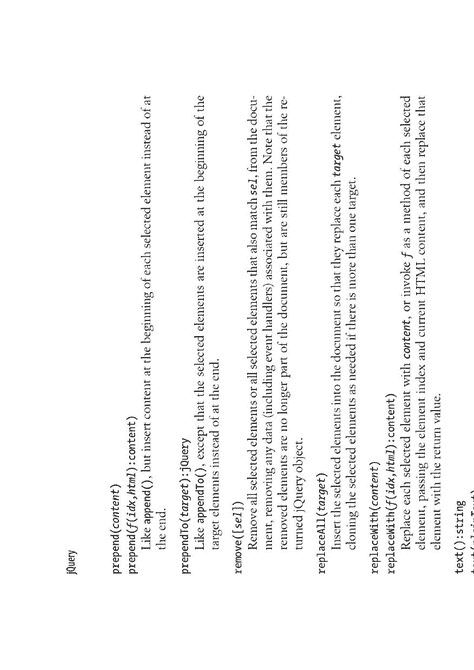 jQuery
prepend(content)
prepend(f(idx,html):content)
Like append(), but insert content at the beginning of each selected element instead of at
the end.
prependTo(target):jQuery
Like appendTo(), except that the selected elements are inserted at the beginning of the
target elements instead of at the end.
remove([sel])
Remove all selected elements or all selected elements that also match sel, from the docu-
ment, removing any data (including event handlers) associated with them. Note that the
removed elements are no longer part of the document, but are still members of the re-
turned jQuery object.
replaceAll(target)
Insert the selected elements into the document so that they replace each target element,
cloning the selected elements as needed if there is more than one target.
replaceWith(content)
replaceWith(f(idx,html):content)
Replace each selected element with content, or invoke f as a method of each selected
element, passing the element index and current HTML content, and then replace that
element with the return value.
text():string